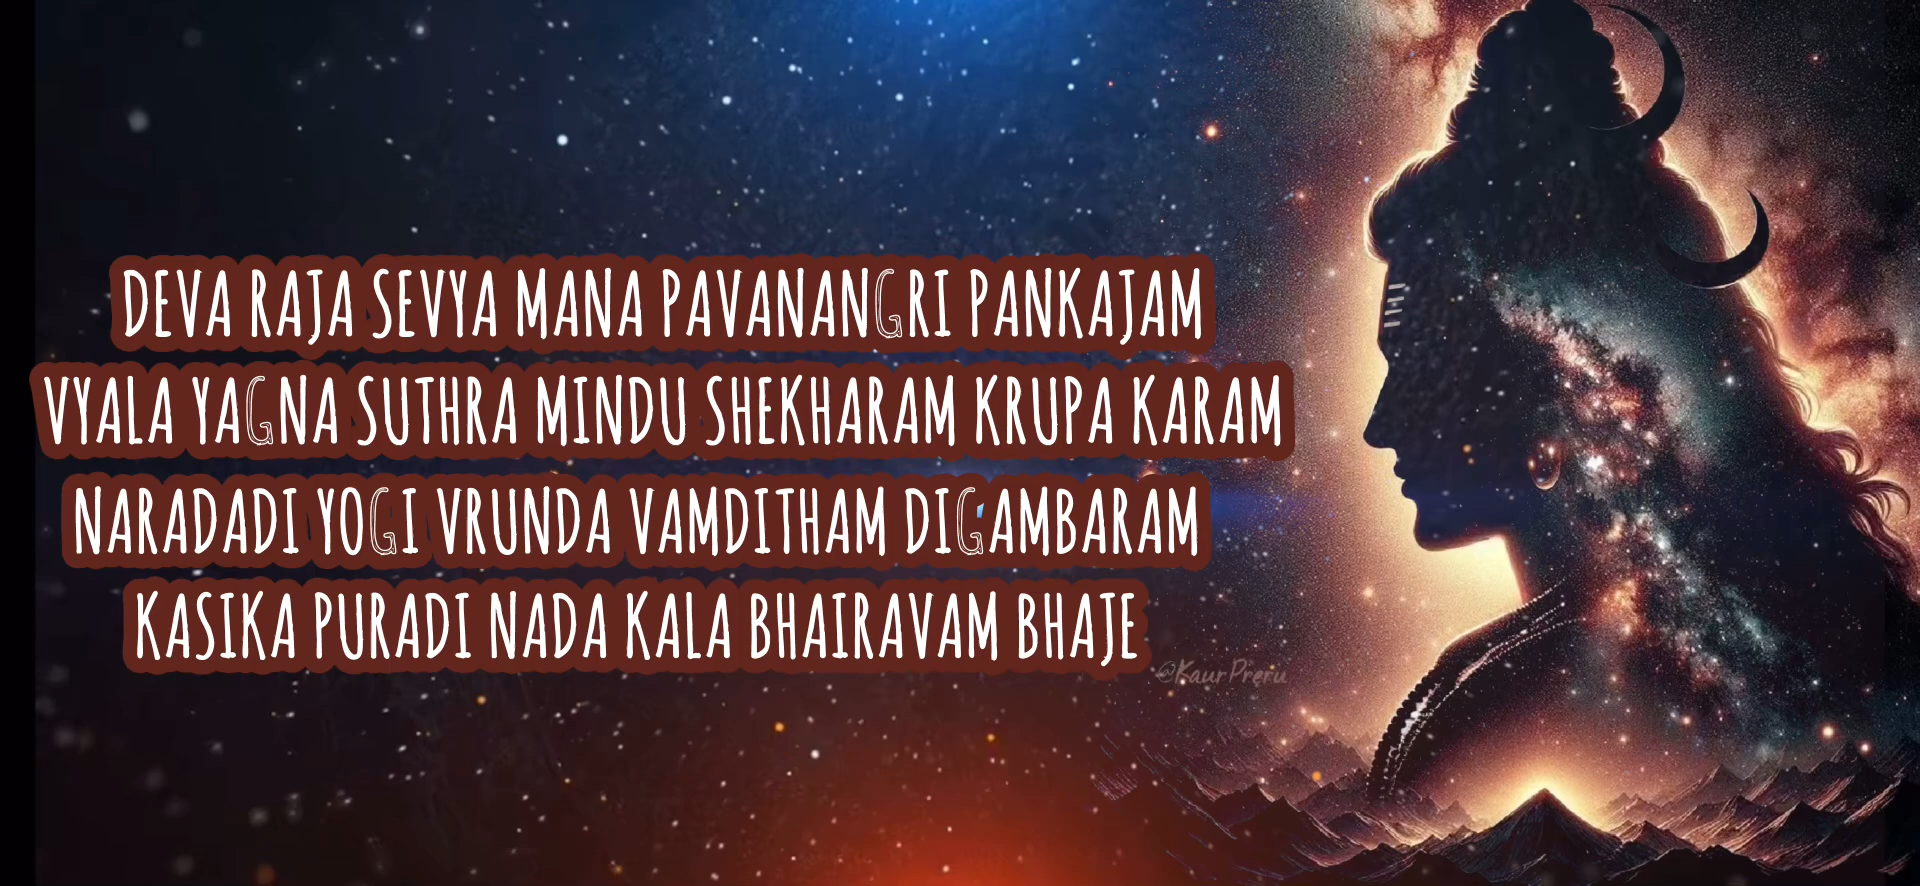 DEVA RAJA SEVYA MANA PAVANANGRI PANKAJAM
VYALA YAGNA SUTHRA MINDU SHEKHARAM KRUPA KARAM
NARADADI YOGI VRUNDA VAMDITHAM DIGAMBARAM
KASIKA PURADI NADA KALA BHAIRAVAM BHAJE
@KaurPreru